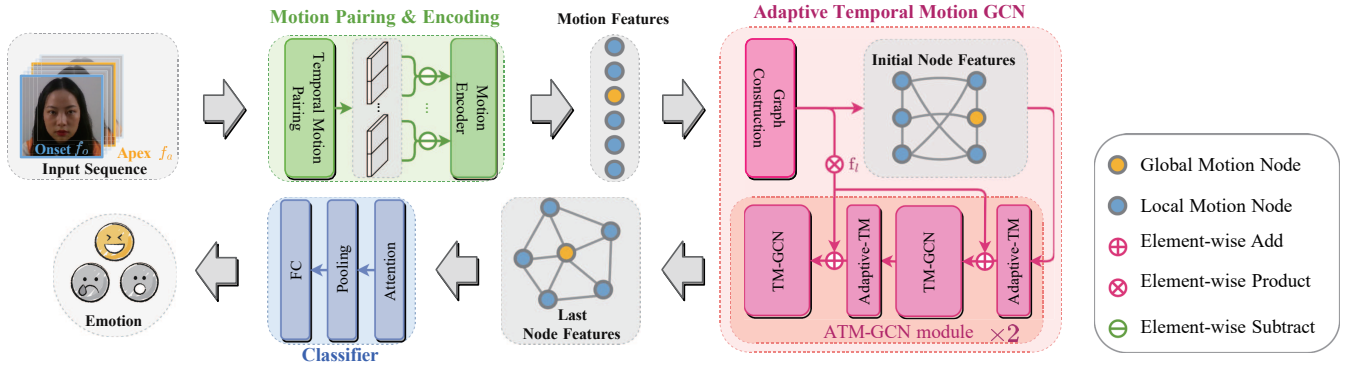 Motion Pairing & Encoding
Motion Features
Adaptive Temporal Motion GCN
Onset f_o
Apex f_a
Input Sequence
Temporal Motion
Pairing
...
...
Motion
Encoder
Graph
Construction
Initial Node Features
f_l
TM-GCN
Adaptive-TM
TM-GCN
Adaptive-TM
ATM-GCN module ×2
Global Motion Node
Local Motion Node
Element-wise Add
Element-wise Product
Element-wise Subtract
Emotion
FC
Pooling
Attention
Classifier
Last
Node Features